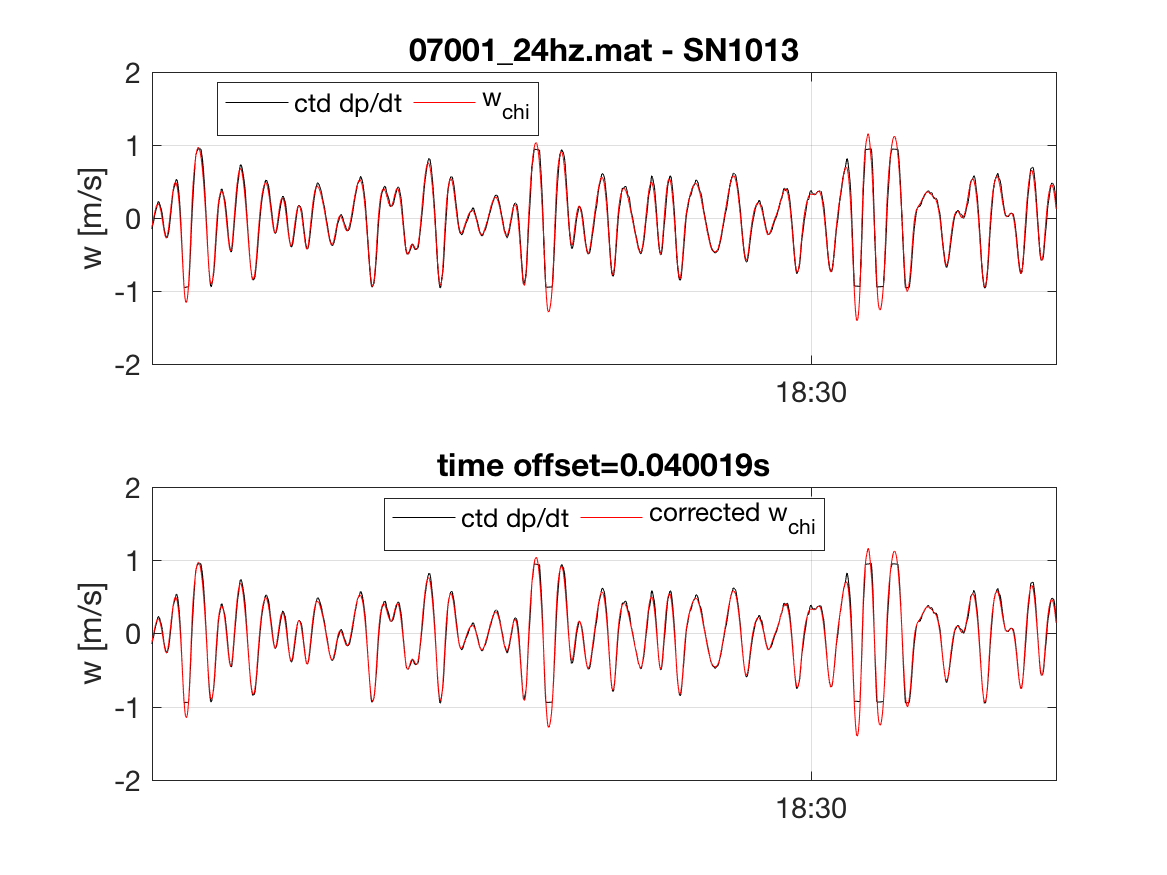 07001_24hz.mat - SN1013
2
1
0
-1
-2
w [m/s]
ctd dp/dt
w_chi
18:30
time offset=0.040019s
2
1
0
-1
-2
w [m/s]
ctd dp/dt
corrected w_chi
18:30